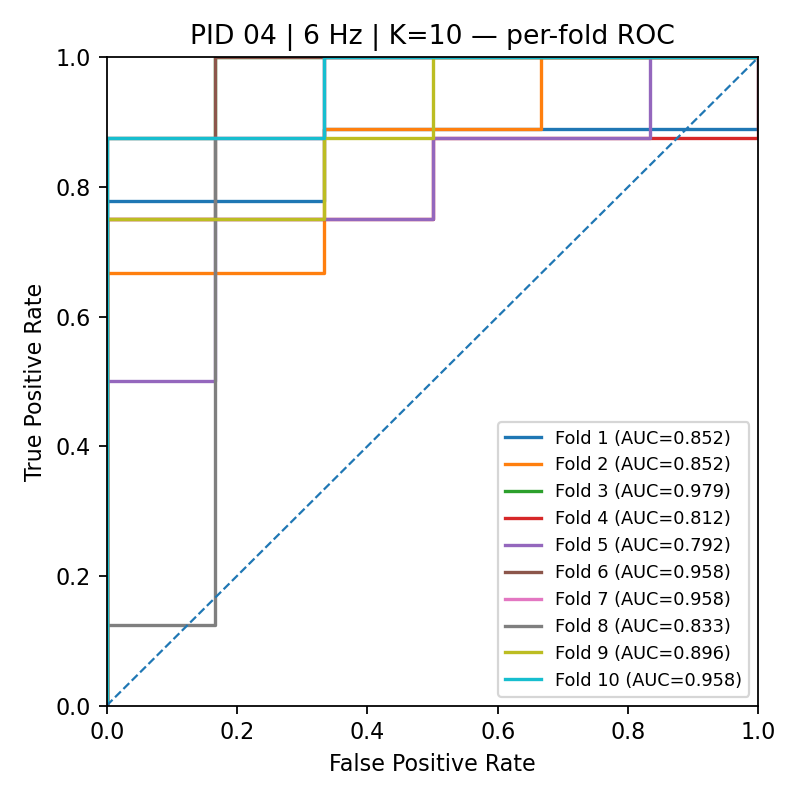 PID 04 | 6 Hz | K=10 — per-fold ROC
1.0
0.8
0.6
0.4
0.2
0.0
True Positive Rate
Fold 1 (AUC=0.852)
Fold 2 (AUC=0.852)
Fold 3 (AUC=0.979)
Fold 4 (AUC=0.812)
Fold 5 (AUC=0.792)
Fold 6 (AUC=0.958)
Fold 7 (AUC=0.958)
Fold 8 (AUC=0.833)
Fold 9 (AUC=0.896)
Fold 10 (AUC=0.958)
0.0 0.2 0.4 0.6 0.8 1.0
False Positive Rate